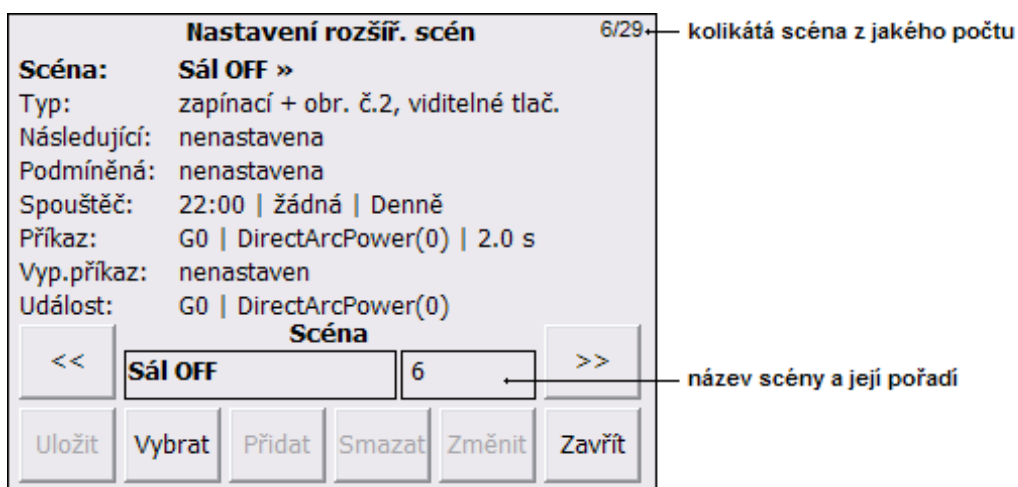 Nastavení rozšíř. scén 6/29 kolikátá scéna z jakého počtu
Scéna: Sál OFF »
Typ: zapínací + obr. č.2, viditelné tlač.
Následující: nenastavena
Podmíněná: nenastavena
Spouštěč: 22:00 | žádná | Denně
Příkaz: G0 | DirectArcPower(0) | 2.0 s
Vyp.příkaz: nenastaven
Událost: G0 | DirectArcPower(0)
Scéna
<< Sál OFF 6 >> název scény a její pořadí
Uložit Vybrat Přidat Smazat Změnit Zavřít